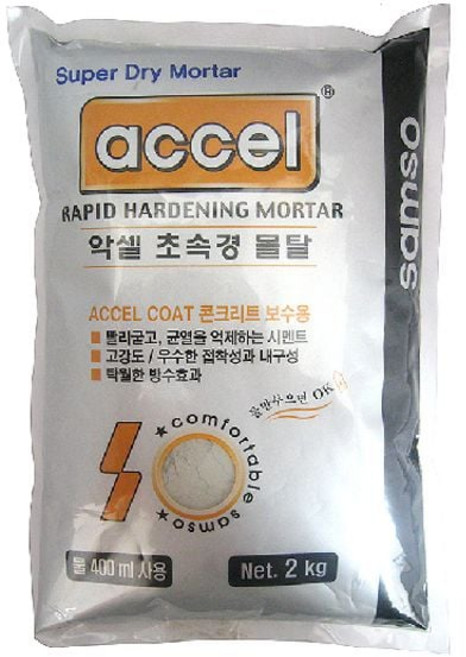 Super Dry Mortar
accel®
RAPID HARDENING MORTAR
악셀 초속경 몰탈
samso
ACCEL COAT 콘크리트 보수용
■ 빨리굳고, 균열을 억제하는 시멘트
■ 고강도 / 우수한 접착성과 내구성
■ 탁월한 방수효과
물만부으면 OK
★comfortable samso★
물 400 ml 사용
Net. 2 kg